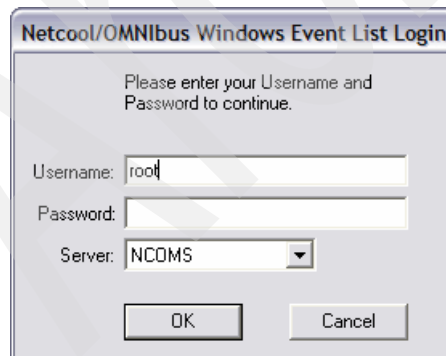 Netcool/OMNIbus Windows Event List Login
Please enter your Username and
Password to continue.
Username: root
Password:
Server: NCOMS
OK Cancel